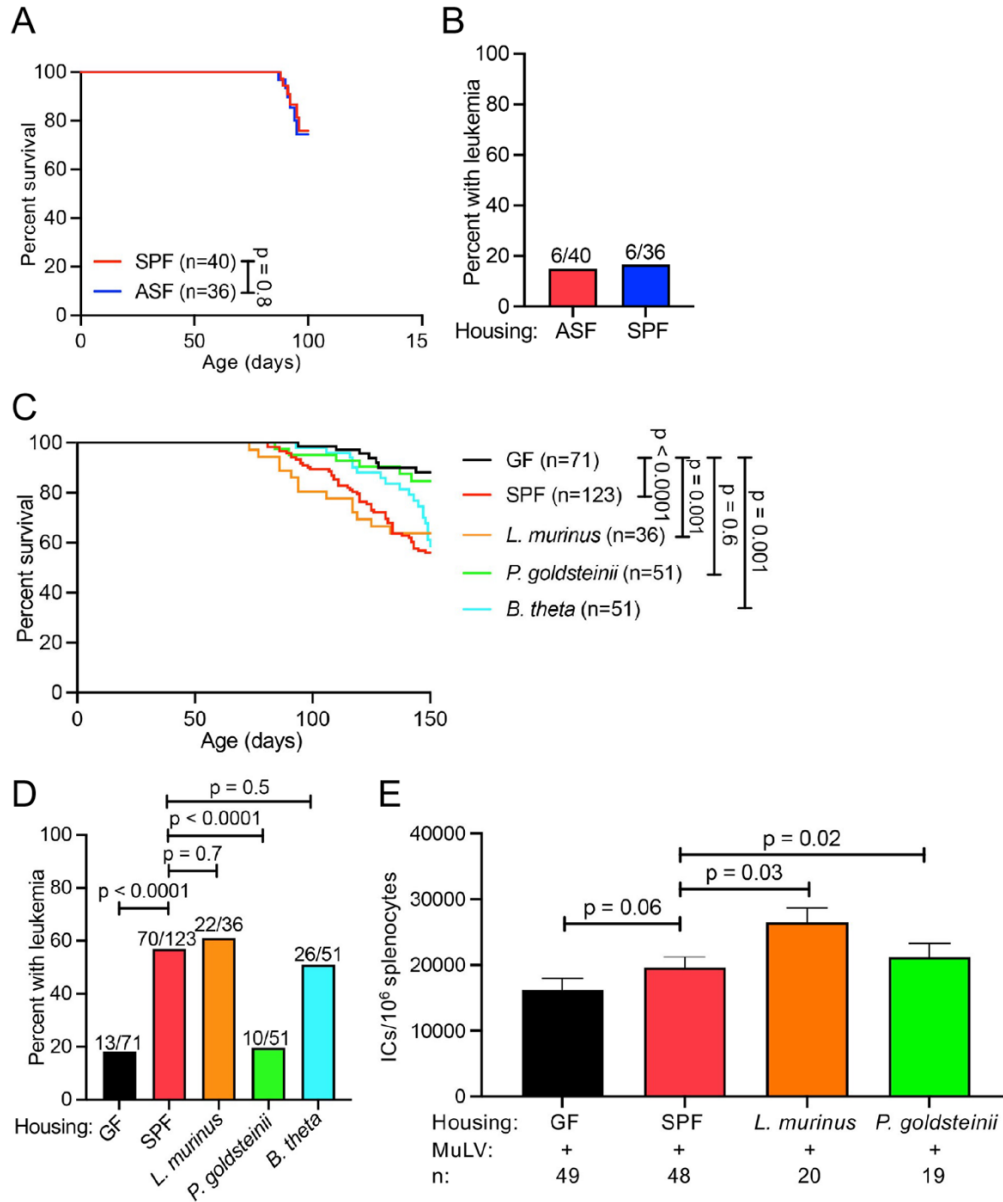 A
100
80
60
40
20
0
Percent survival
SPF (n=40)
ASF (n=36)
p = 0.8
0
50
100
15
Age (days)
B
100
80
60
40
20
0
Percent with leukemia
6/40
6/36
Housing:
ASF
SPF
C
100
80
60
40
20
0
Percent survival
0
50
100
150
Age (days)
GF (n=71)
SPF (n=123)
L. murinus (n=36)
P. goldsteinii (n=51)
B. theta (n=51)
p < 0.0001
p = 0.001
p = 0.6
p = 0.001
D
p = 0.5
p < 0.0001
p = 0.7
p < 0.0001
100
80
60
40
20
0
Percent with leukemia
13/71
70/123
22/36
10/51
26/51
Housing:
GF
SPF
L. murinus
P. goldsteinii
B. theta
E
40000
30000
20000
10000
0
ICs/10⁶ splenocytes
p = 0.02
p = 0.03
p = 0.06
Housing: GF SPF L. murinus P. goldsteinii
MuLV: + + + +
n: 49 48 20 19